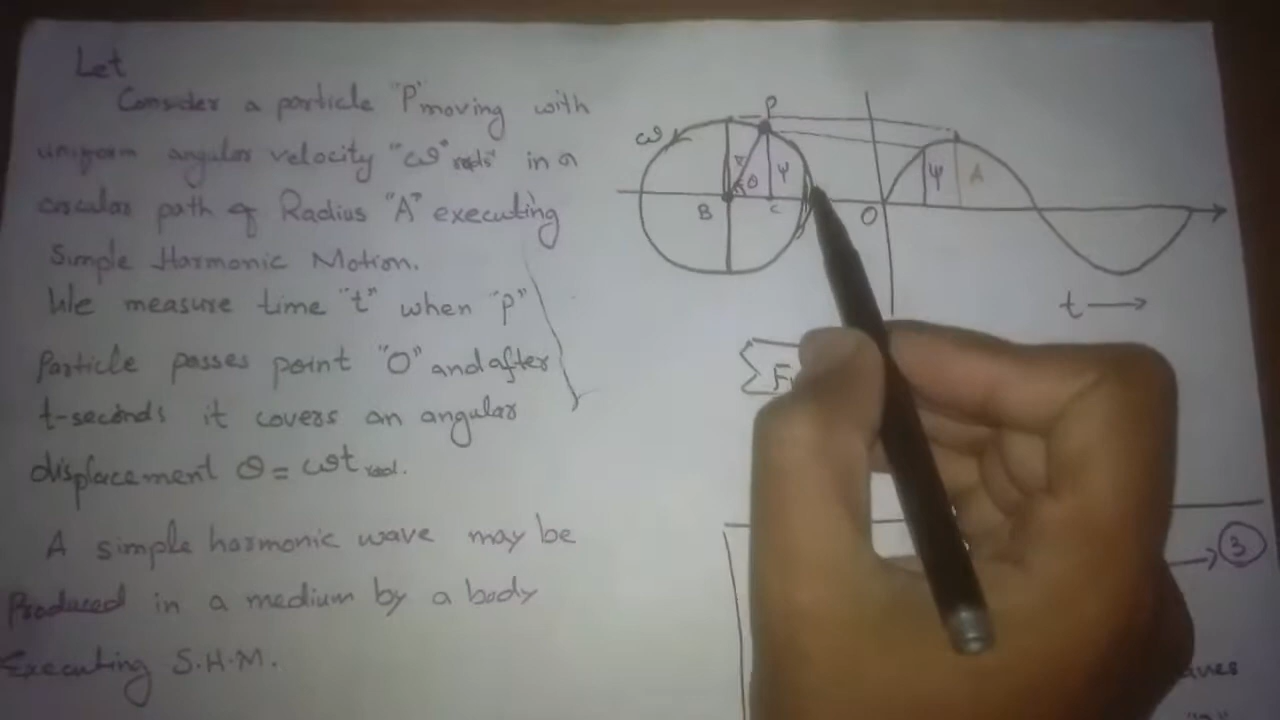 Let
Consider a particle "P" moving with
uniform angular velocity "ω rad/s" in a
circular path of Radius "A" executing
Simple Harmonic Motion.
We measure time "t" when "P"
Particle passes point "O" and after
t-seconds it covers an angular
displacement θ = ωt rad.
A simple harmonic wave may be
Produced in a medium by a body
Executing S.H.M.
ω
P
θ
ψ
B
C
O
ψ
A
t →
Σ F
→ 3